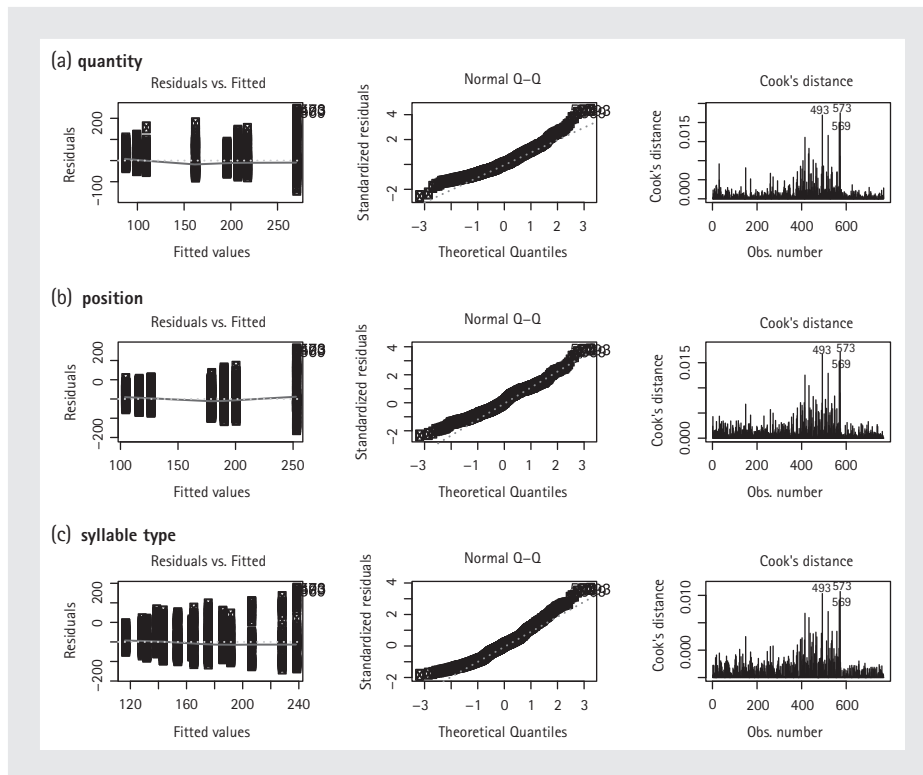 (a) quantity
Residuals vs. Fitted
Normal Q–Q
Cook's distance
Residuals
200
−100
100
150
200
250
Fitted values
Standardized residuals
4
2
−2
−3
−1
0
1
2
3
Theoretical Quantiles
Cook's distance
0.015
0.000
493
573
569
0
200
400
600
Obs. number
(b) position
Residuals vs. Fitted
Normal Q–Q
Cook's distance
Residuals
200
0
−200
100
150
200
250
Fitted values
Standardized residuals
4
2
0
−2
−3
−1
0
1
2
3
Theoretical Quantiles
Cook's distance
0.015
0.000
493
573
569
0
200
400
600
Obs. number
(c) syllable type
Residuals vs. Fitted
Normal Q–Q
Cook's distance
Residuals
200
0
−200
120
160
200
240
Fitted values
Standardized residuals
4
2
0
−2
−3
−1
0
1
2
3
Theoretical Quantiles
Cook's distance
0.010
0.000
493
573
569
0
200
400
600
Obs. number